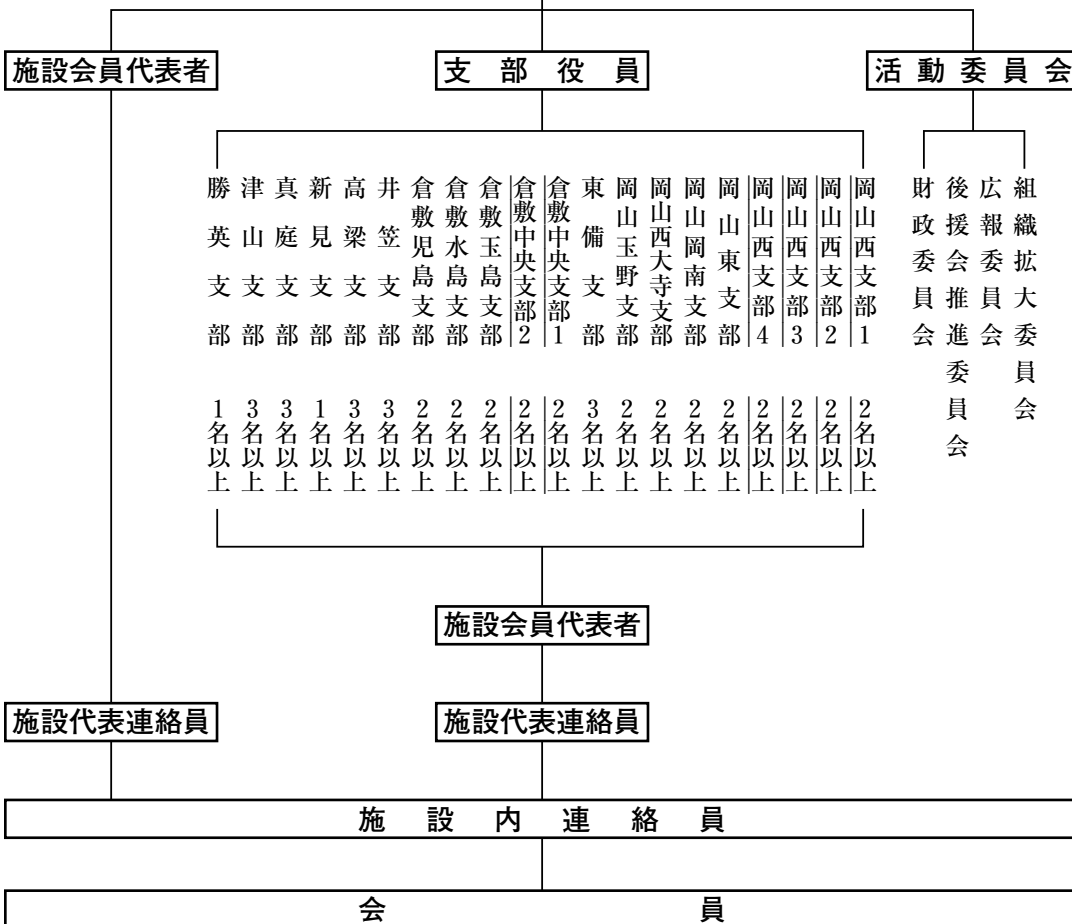 施設会員代表者
支部役員
活動委員会
組織拡大委員会
広報委員会
後援会推進委員会
財政委員会
岡山西支部1 2名以上
岡山西支部2 2名以上
岡山西支部3 2名以上
岡山西支部4 2名以上
岡山東支部 2名以上
岡山岡南支部 2名以上
岡山西大寺支部 2名以上
岡山玉野支部 2名以上
東備支部 3名以上
倉敷中央支部1 2名以上
倉敷中央支部2 2名以上
倉敷玉島支部 2名以上
倉敷水島支部 2名以上
倉敷児島支部 2名以上
井笠支部 3名以上
高梁支部 3名以上
新見支部 1名以上
真庭支部 3名以上
津山支部 3名以上
勝英支部 1名以上
施設会員代表者
施設代表連絡員
施設代表連絡員
施設内連絡員
会員